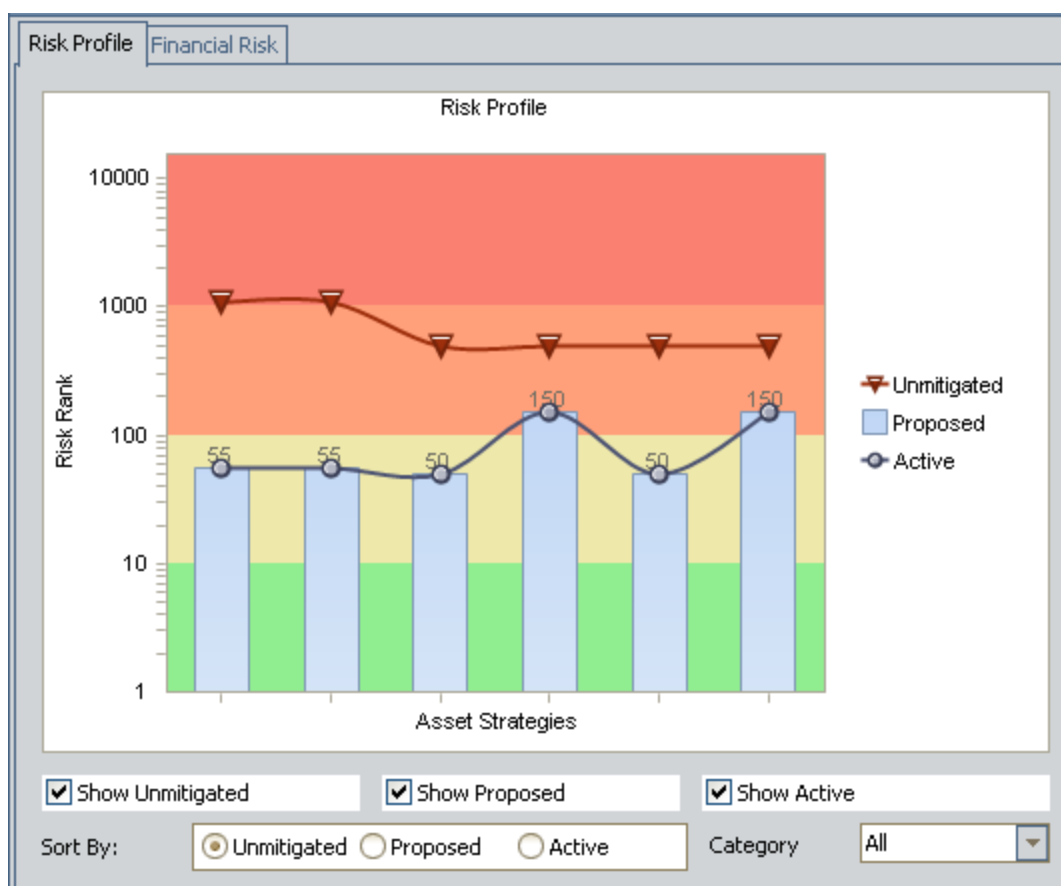 Risk Profile
Financial Risk
Risk Profile
10000
1000
100
10
1
Risk Rank
55
55
50
150
50
150
Asset Strategies
Unmitigated
Proposed
Active
Show Unmitigated
Show Proposed
Show Active
Sort By:
Unmitigated
Proposed
Active
Category
All